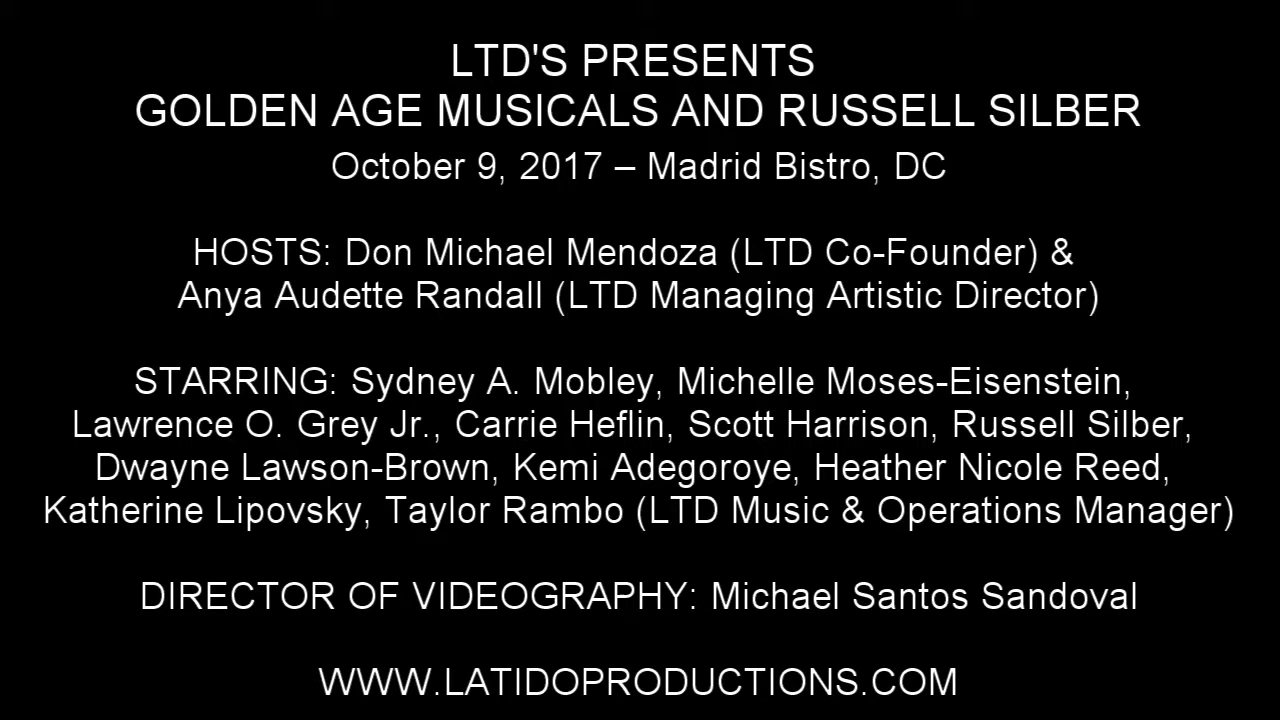 LTD'S PRESENTS
GOLDEN AGE MUSICALS AND RUSSELL SILBER
October 9, 2017 – Madrid Bistro, DC
HOSTS: Don Michael Mendoza (LTD Co-Founder) &
Anya Audette Randall (LTD Managing Artistic Director)
STARRING: Sydney A. Mobley, Michelle Moses-Eisenstein,
Lawrence O. Grey Jr., Carrie Heflin, Scott Harrison, Russell Silber,
Dwayne Lawson-Brown, Kemi Adegoroye, Heather Nicole Reed,
Katherine Lipovsky, Taylor Rambo (LTD Music & Operations Manager)
DIRECTOR OF VIDEOGRAPHY: Michael Santos Sandoval
WWW.LATIDOPRODUCTIONS.COM